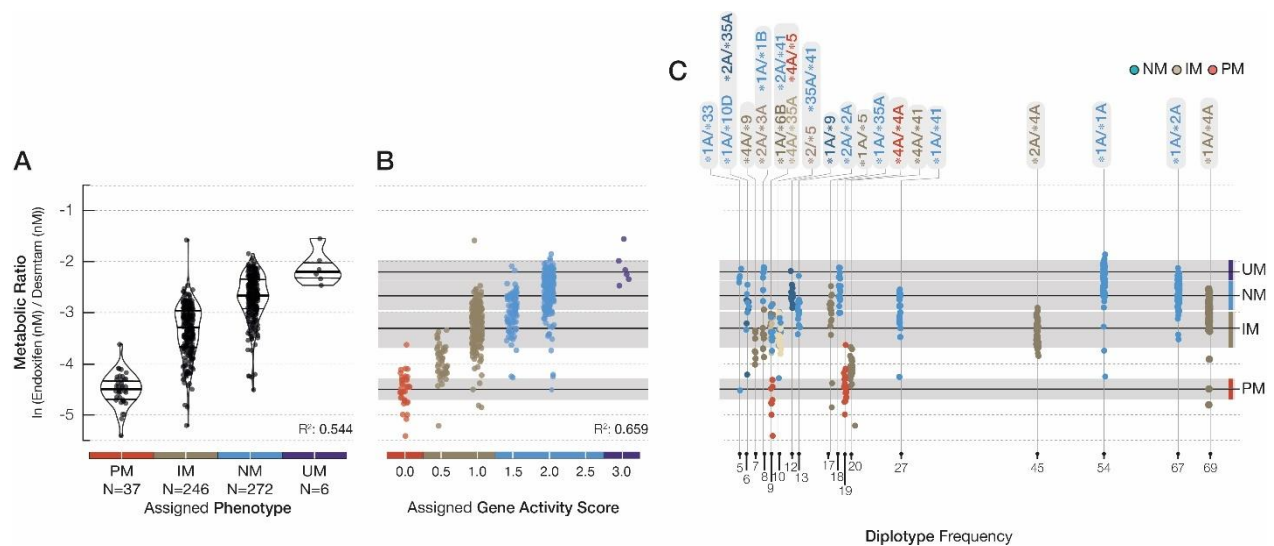 A
B
C
NM IM PM
*1A/*33
*1A/*10D *2A/*35A
*4A/*9
*2A/*3A *1A/*1B
*1A/*6B *2A/*41
*4A/*35A *4A/*5
*2/*5 *35A/*41
*1A/*9
*2A/*2A
*1A/*5
*1A/*35A
*4A/*4A
*4A/*41
*1A/*41
*2A/*4A
*1A/*1A
*1A/*2A
*1A/*4A
Metabolic Ratio
ln (Endoxifen (nM) / Desmtam (nM))
-1
-2
-3
-4
-5
R²: 0.544
PM IM NM UM
N=37 N=246 N=272 N=6
Assigned Phenotype
R²: 0.659
0.0 0.5 1.0 1.5 2.0 2.5 3.0
Assigned Gene Activity Score
UM
NM
IM
PM
5 7 8 10 12 17 18 20 27 45 54 67 69
6 9 13 19
Diplotype Frequency